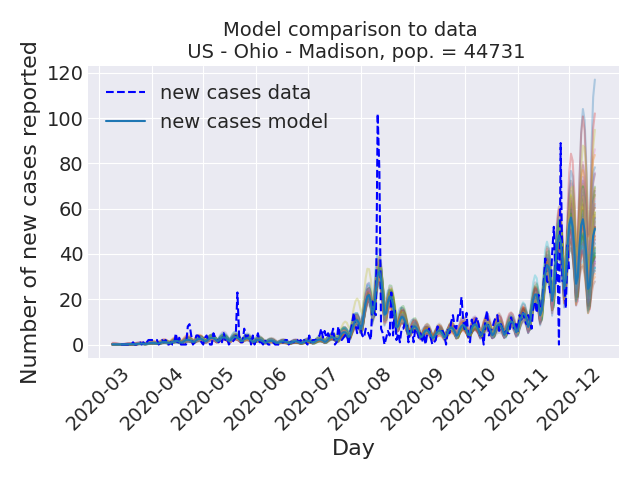 Model comparison to data
US - Ohio - Madison, pop. = 44731
Number of new cases reported
120
100
80
60
40
20
0
new cases data
new cases model
2020-03
2020-04
2020-05
2020-06
2020-07
2020-08
2020-09
2020-10
2020-11
2020-12
Day